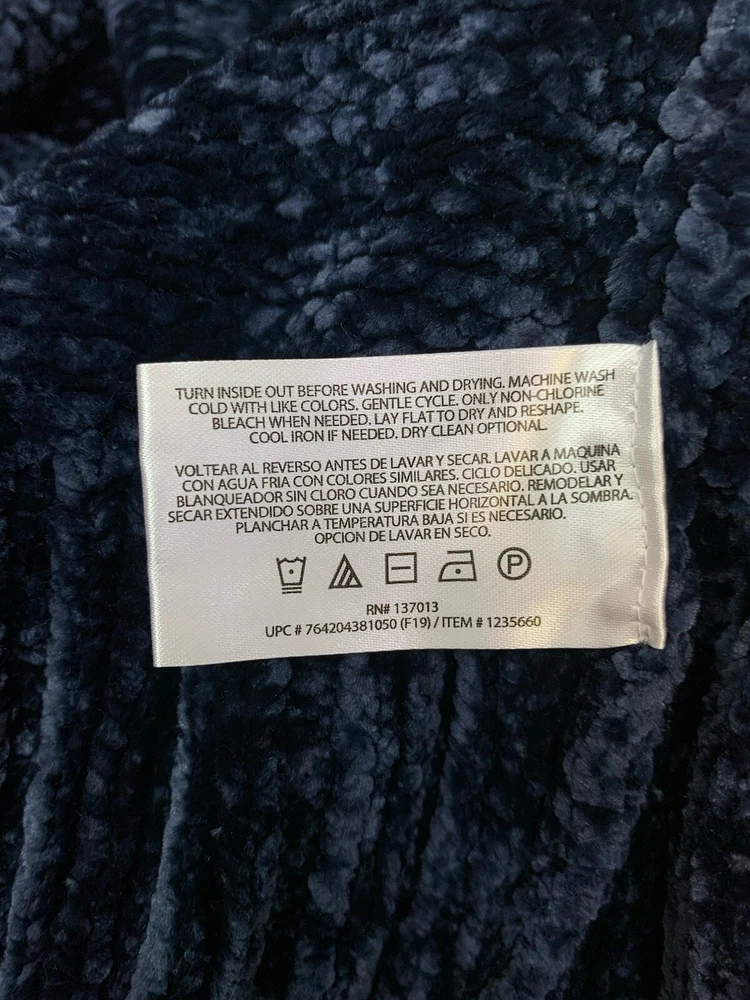 TURN INSIDE OUT BEFORE WASHING AND DRYING. MACHINE WASH
COLD WITH LIKE COLORS. GENTLE CYCLE. ONLY NON-CHLORINE
BLEACH WHEN NEEDED. LAY FLAT TO DRY AND RESHAPE.
COOL IRON IF NEEDED. DRY CLEAN OPTIONAL.
VOLTEAR AL REVERSO ANTES DE LAVAR Y SECAR. LAVAR A MAQUINA
CON AGUA FRIA CON COLORES SIMILARES. CICLO DELICADO. USAR
BLANQUEADOR SIN CLORO CUANDO SEA NECESARIO. REMODELAR Y
SECAR EXTENDIDO SOBRE UNA SUPERFICIE HORIZONTAL A LA SOMBRA.
PLANCHAR A TEMPERATURA BAJA SI ES NECESARIO.
OPCION DE LAVAR EN SECO.
P
RN# 137013
UPC # 764204381050 (F19) / ITEM # 1235660